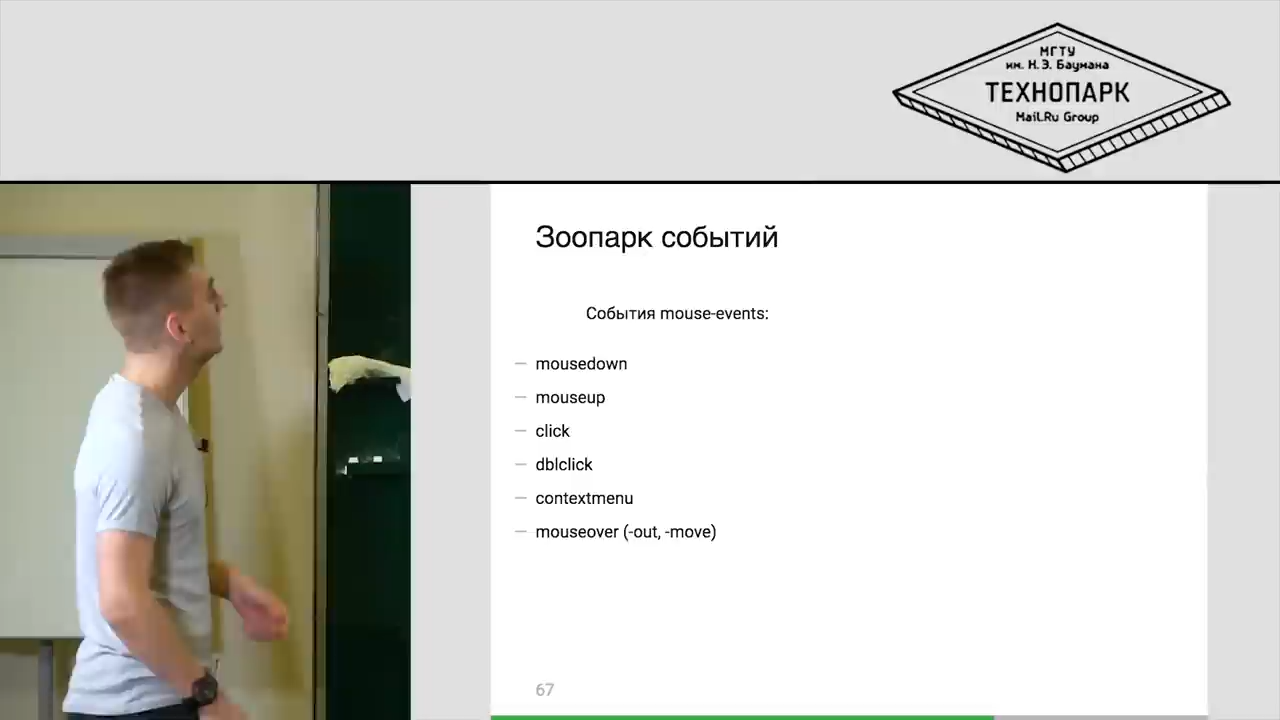 МГТУ
им. Н.Э. Баумана
ТЕХНОПАРК
Mail.Ru Group
Зоопарк событий
События mouse-events:
— mousedown
— mouseup
— click
— dblclick
— contextmenu
— mouseover (-out, -move)
67